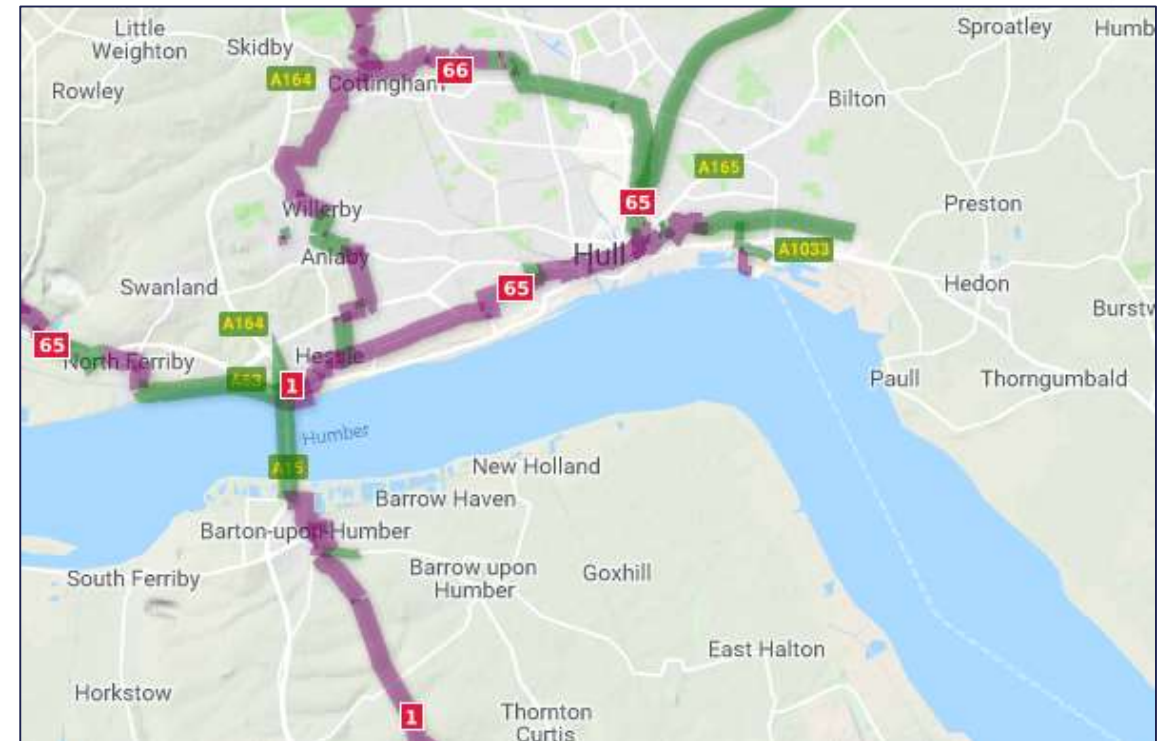 Little
Weighton
Skidby
Sproatley
Humb
A164
66
Cottingham
Rowley
Bilton
A165
65
Willerby
Preston
Hull
A1033
Anlaby
Swanland
65
Hedon
Burstw
A164
65
North Ferriby
Hessle
A63
1
Paull
Thorngumbald
Humber
A15
New Holland
Barrow Haven
Barton-upon-Humber
South Ferriby
Barrow upon
Humber
Goxhill
East Halton
Horkstow
1
Thornton
Curtis